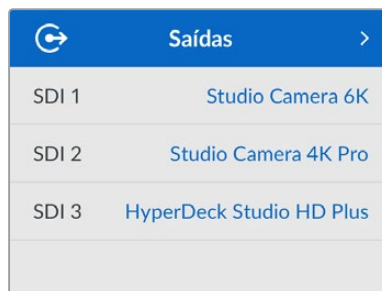 Saídas
SDI 1 Studio Camera 6K
SDI 2 Studio Camera 4K Pro
SDI 3 HyperDeck Studio HD Plus